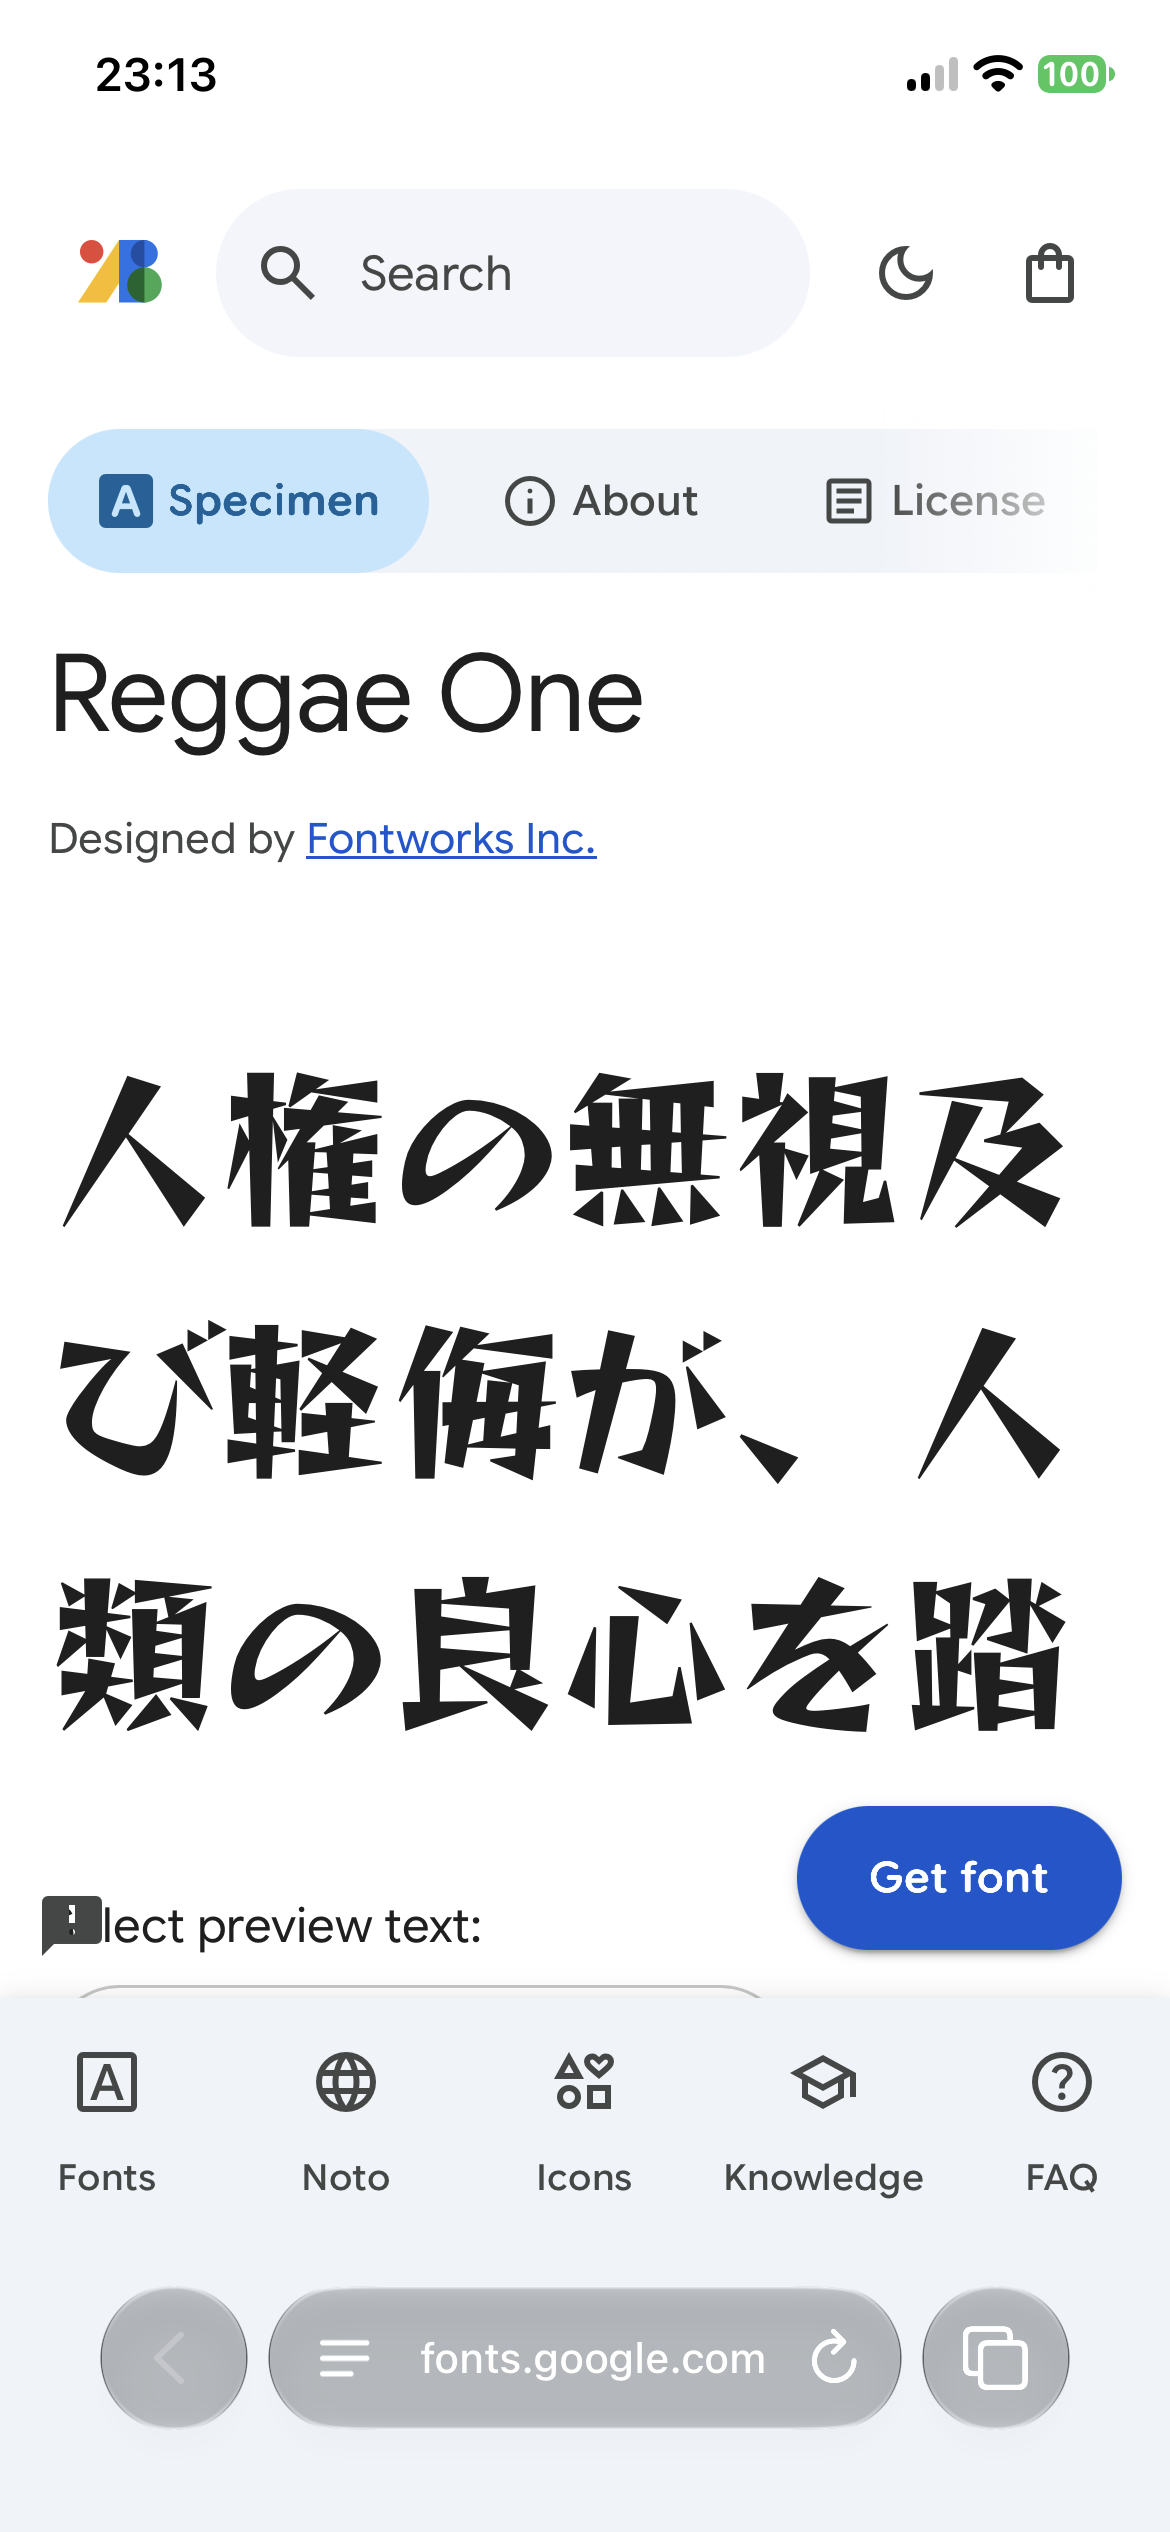 23:13
100
Search
Specimen
About
License
Reggae One
Designed by Fontworks Inc.
人権の無視及
び軽侮が、人
類の良心を踏
Get font
lect preview text:
Fonts
Noto
Icons
Knowledge
FAQ
fonts.google.com